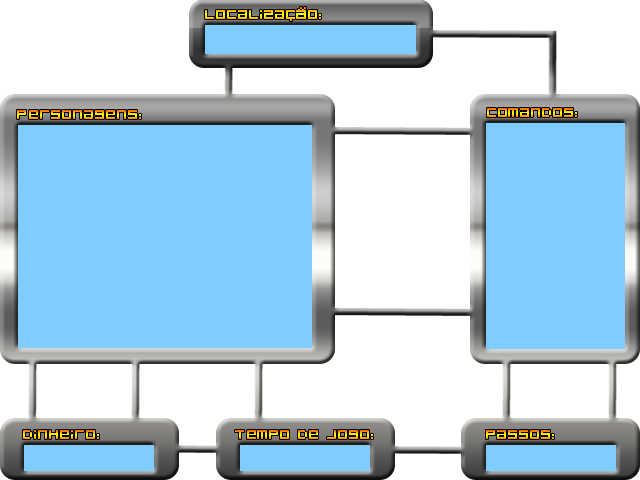 Localização:
Personagens:
Comandos:
Dinheiro:
Tempo de Jogo:
Passos: